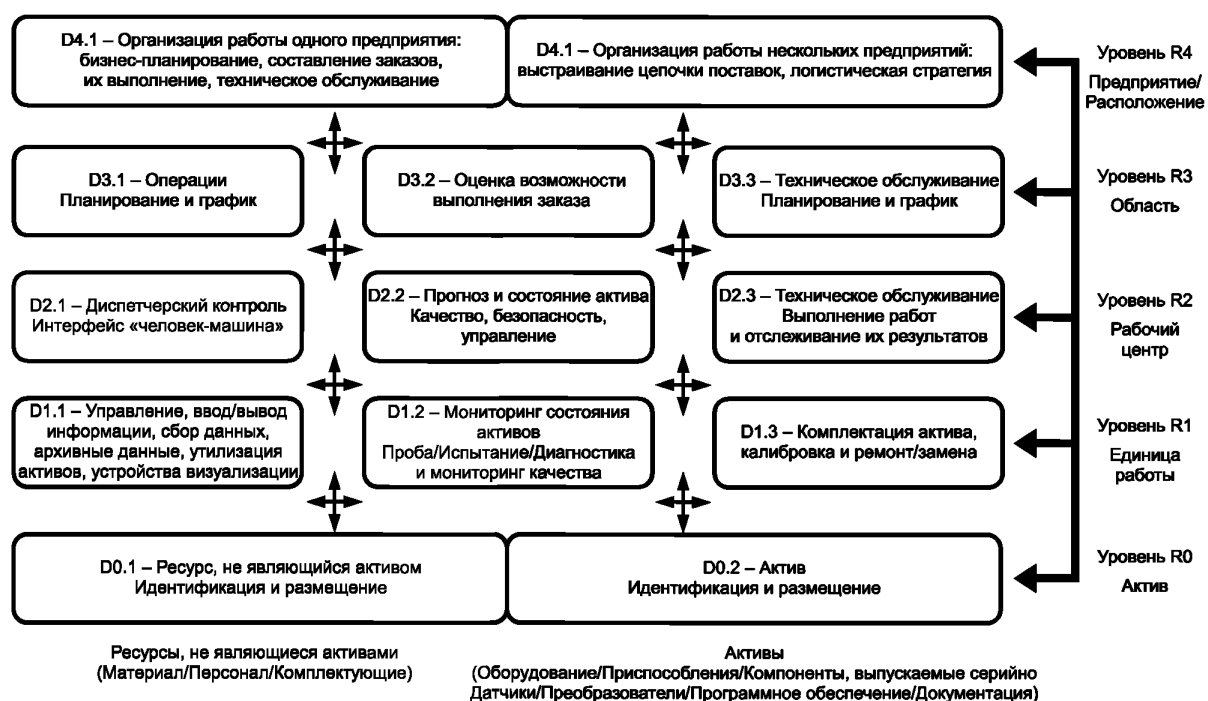 D4.1 – Организация работы одного предприятия:
бизнес-планирование, составление заказов,
их выполнение, техническое обслуживание
D4.1 – Организация работы нескольких предприятий:
выстраивание цепочки поставок, логистическая стратегия
Уровень R4
Предприятие/
Расположение
D3.1 – Операции
Планирование и график
D3.2 – Оценка возможности
выполнения заказа
D3.3 – Техническое обслуживание
Планирование и график
Уровень R3
Область
D2.1 – Диспетчерский контроль
Интерфейс «человек-машина»
D2.2 – Прогноз и состояние актива
Качество, безопасность,
управление
D2.3 – Техническое обслуживание
Выполнение работ
и отслеживание их результатов
Уровень R2
Рабочий
центр
D1.1 – Управление, ввод/вывод
информации, сбор данных,
архивные данные, утилизация
активов, устройства визуализации
D1.2 – Мониторинг состояния
активов
Проба/Испытание/Диагностика
и мониторинг качества
D1.3 – Комплектация актива,
калибровка и ремонт/замена
Уровень R1
Единица
работы
D0.1 – Ресурс, не являющийся активом
Идентификация и размещение
D0.2 – Актив
Идентификация и размещение
Уровень R0
Актив
Ресурсы, не являющиеся активами
(Материал/Персонал/Комплектующие)
Активы
(Оборудование/Приспособления/Компоненты, выпускаемые серийно
Датчики/Преобразователи/Программное обеспечение/Документация)